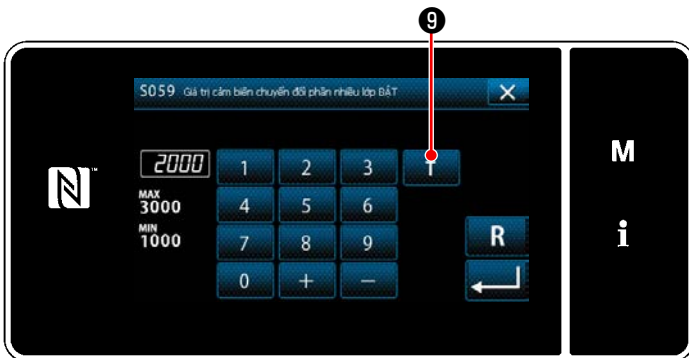 ❾
S059 Giá trị cảm biến chuyển đổi phần nhiều lớp BẬT
2000 1 2 3 T
MAX
3000 4 5 6
MIN
1000 7 8 9 R
0 + −
M
i